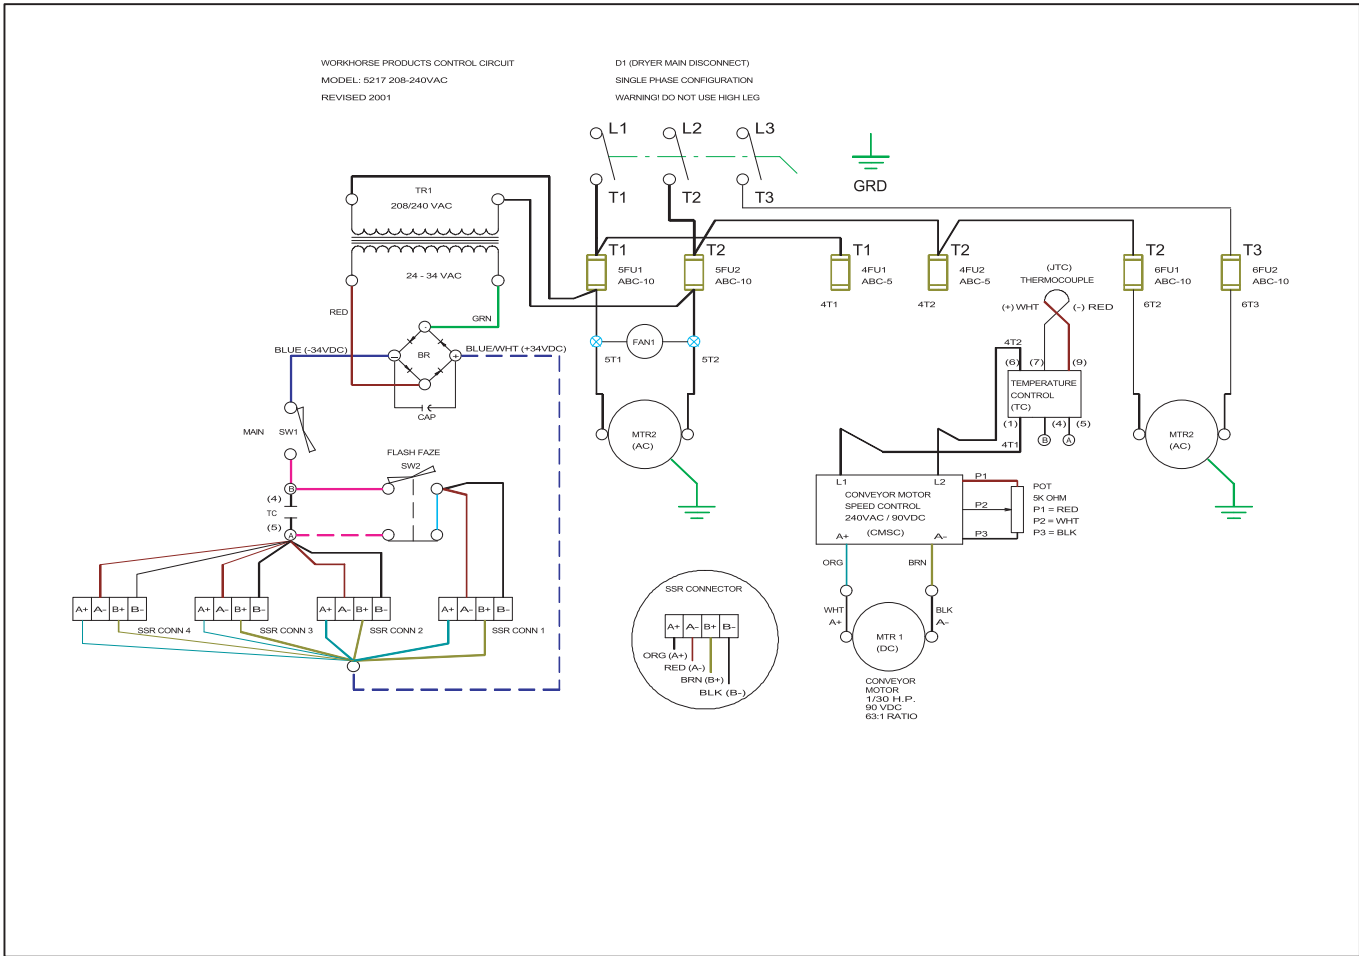 WORKHORSE PRODUCTS CONTROL CIRCUIT
MODEL: 5217 208-240VAC
REVISED 2001
D1 (DRYER MAIN DISCONNECT)
SINGLE PHASE CONFIGURATION
WARNING! DO NOT USE HIGH LEG
L1
L2
L3
GRD
T1
T2
T3
TR1
208/240 VAC
24 - 34 VAC
RED
GRN
BLUE (-34VDC)
BLUE/WHT (+34VDC)
-
–
BR
+
CAP
T1
5FU1
ABC-10
T2
5FU2
ABC-10
T1
4FU1
ABC-5
4T1
T2
4FU2
ABC-5
4T2
(JTC)
THERMOCOUPLE
(+) WHT
(-) RED
T2
6FU1
ABC-10
6T2
T3
6FU2
ABC-10
6T3
FAN1
5T1
5T2
MTR2
(AC)
4T2
(6)
(7)
(9)
TEMPERATURE
CONTROL
(TC)
(1)
(4)
(5)
4T1
B
A
MTR2
(AC)
MAIN
SW1
FLASH FAZE
SW2
B
(4)
TC
(5)
A
L1
L2
CONVEYOR MOTOR
SPEED CONTROL
240VAC / 90VDC
(CMSC)
A+
A-
P1
P2
P3
POT
5K OHM
P1 = RED
P2 = WHT
P3 = BLK
ORG
BRN
WHT
A+
BLK
A-
MTR 1
(DC)
CONVEYOR
MOTOR
1/30 H.P.
90 VDC
63:1 RATIO
A+ A- B+ B-
SSR CONN 4
A+ A- B+ B-
SSR CONN 3
A+ A- B+ B-
SSR CONN 2
A+ A- B+ B-
SSR CONN 1
SSR CONNECTOR
A+ A- B+ B-
ORG (A+)
RED (A-)
BRN (B+)
BLK (B-)